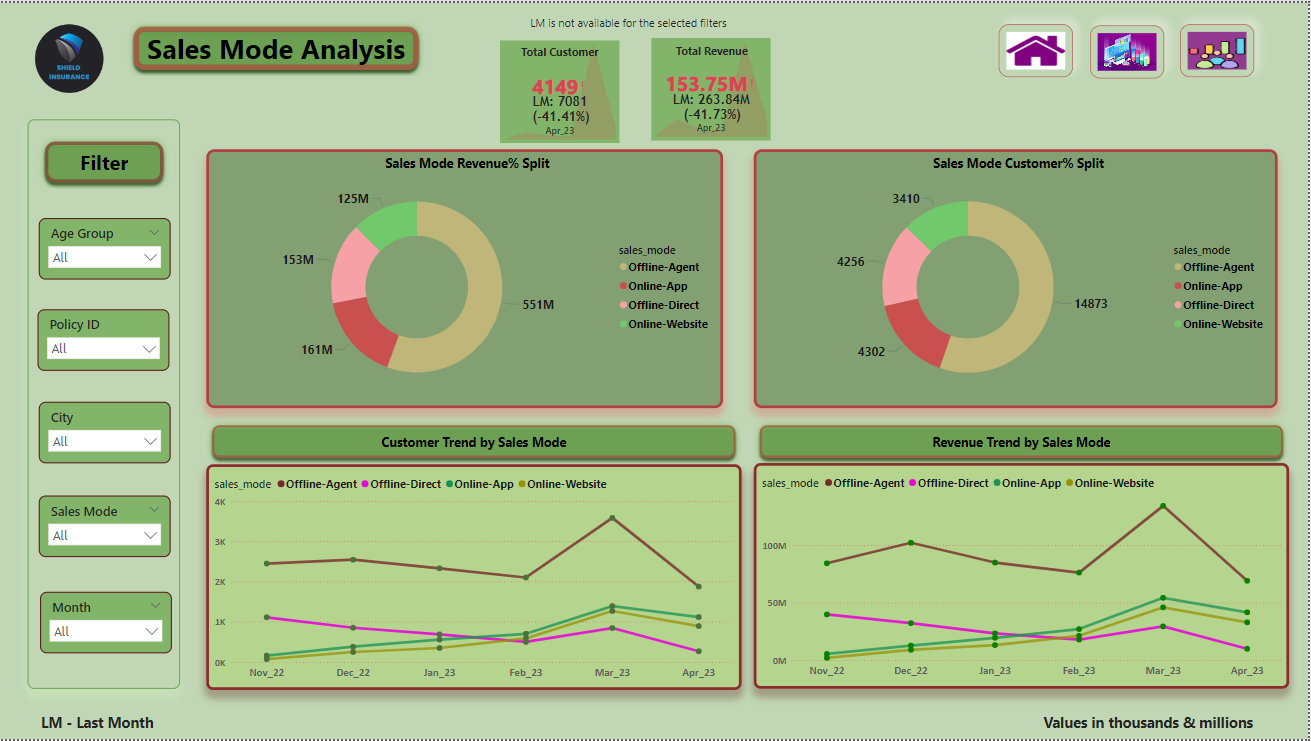 LM is not available for the selected filters
SHIELD
INSURANCE
Sales Mode Analysis
Total Customer
4149!
LM: 7081
(-41.41%)
Apr_23
Total Revenue
153.75M!
LM: 263.84M
(-41.73%)
Apr_23
Filter
Age Group
All
Policy ID
All
City
All
Sales Mode
All
Month
All
Sales Mode Revenue% Split
125M
153M
161M
551M
sales_mode
Offline-Agent
Online-App
Offline-Direct
Online-Website
Sales Mode Customer% Split
3410
4256
4302
14873
sales_mode
Offline-Agent
Online-App
Offline-Direct
Online-Website
Customer Trend by Sales Mode
sales_mode Offline-Agent Offline-Direct Online-App Online-Website
4K
3K
2K
1K
0K
Nov_22 Dec_22 Jan_23 Feb_23 Mar_23 Apr_23
Revenue Trend by Sales Mode
sales_mode Offline-Agent Offline-Direct Online-App Online-Website
100M
50M
0M
Nov_22 Dec_22 Jan_23 Feb_23 Mar_23 Apr_23
LM - Last Month
Values in thousands & millions